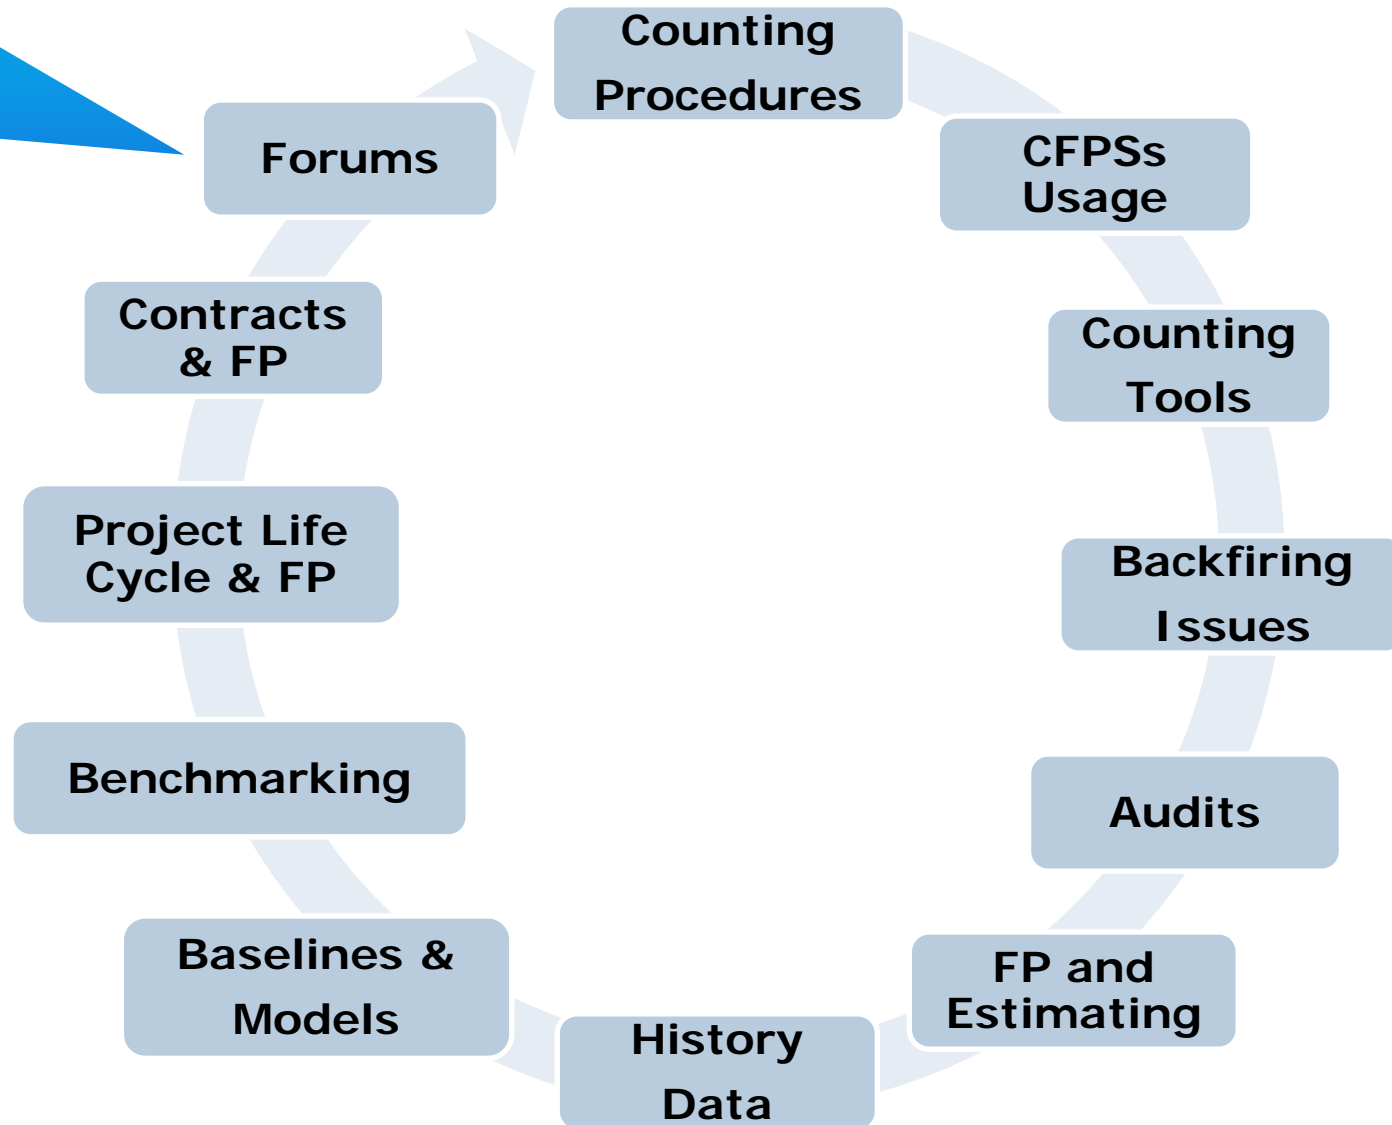 Counting
Procedures
CFPSs
Usage
Counting
Tools
Backfiring
Issues
Audits
FP and
Estimating
History
Data
Baselines &
Models
Benchmarking
Project Life
Cycle & FP
Contracts
& FP
Forums